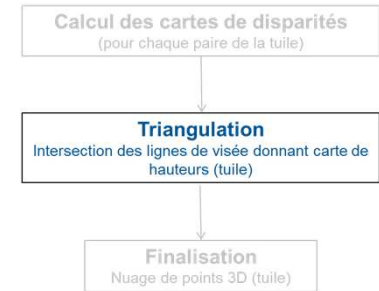 Calcul des cartes de disparités
(pour chaque paire de la tuile)
Triangulation
Intersection des lignes de visée donnant carte de
hauteurs (tuile)
Finalisation
Nuage de points 3D (tuile)